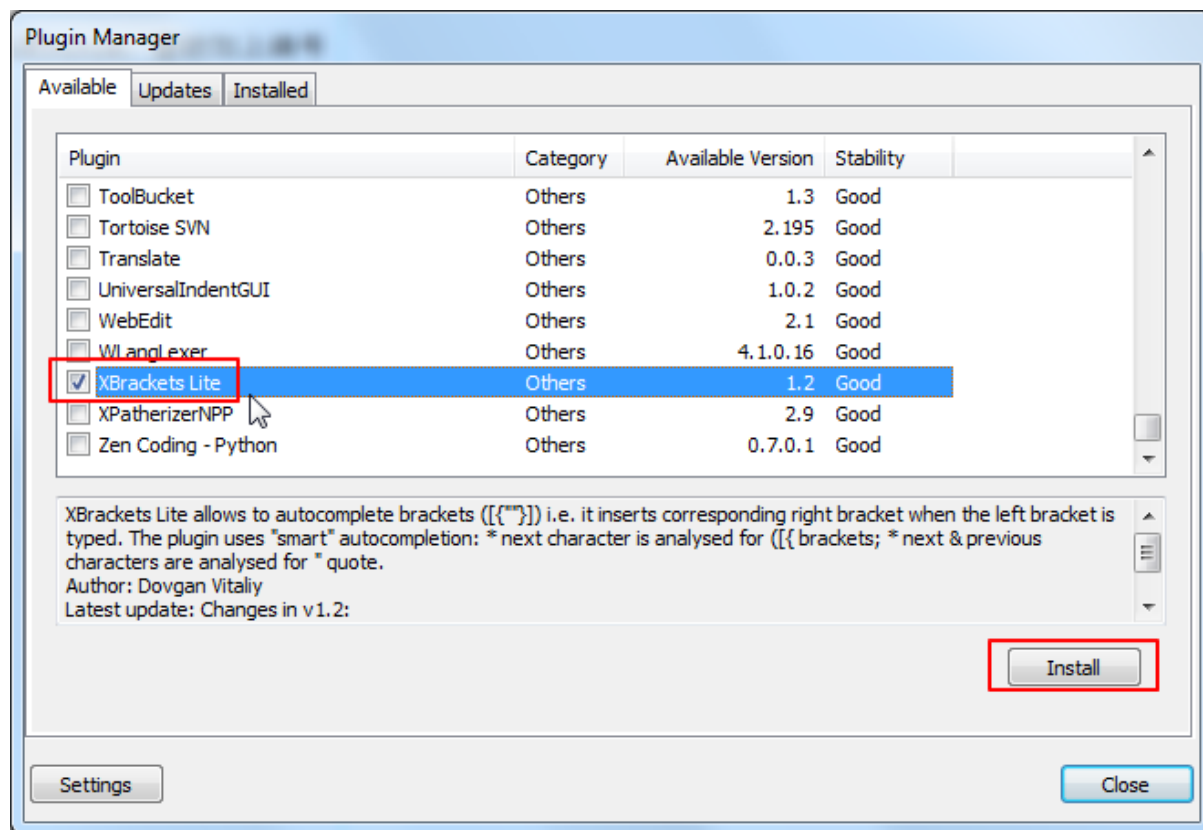 Plugin Manager
Available Updates Installed
Plugin Category Available Version Stability
ToolBucket Others 1.3 Good
Tortoise SVN Others 2.195 Good
Translate Others 0.0.3 Good
UniversalIndentGUI Others 1.0.2 Good
WebEdit Others 2.1 Good
WLangLexer Others 4.1.0.16 Good
XBrackets Lite Others 1.2 Good
XPatherizerNPP Others 2.9 Good
Zen Coding - Python Others 0.7.0.1 Good
XBrackets Lite allows to autocomplete brackets ([{""}]) i.e. it inserts corresponding right bracket when the left bracket is
typed. The plugin uses "smart" autocompletion: * next character is analysed for ([{ brackets; * next & previous
characters are analysed for " quote.
Author: Dovgan Vitaliy
Latest update: Changes in v1.2:
Install
Settings Close